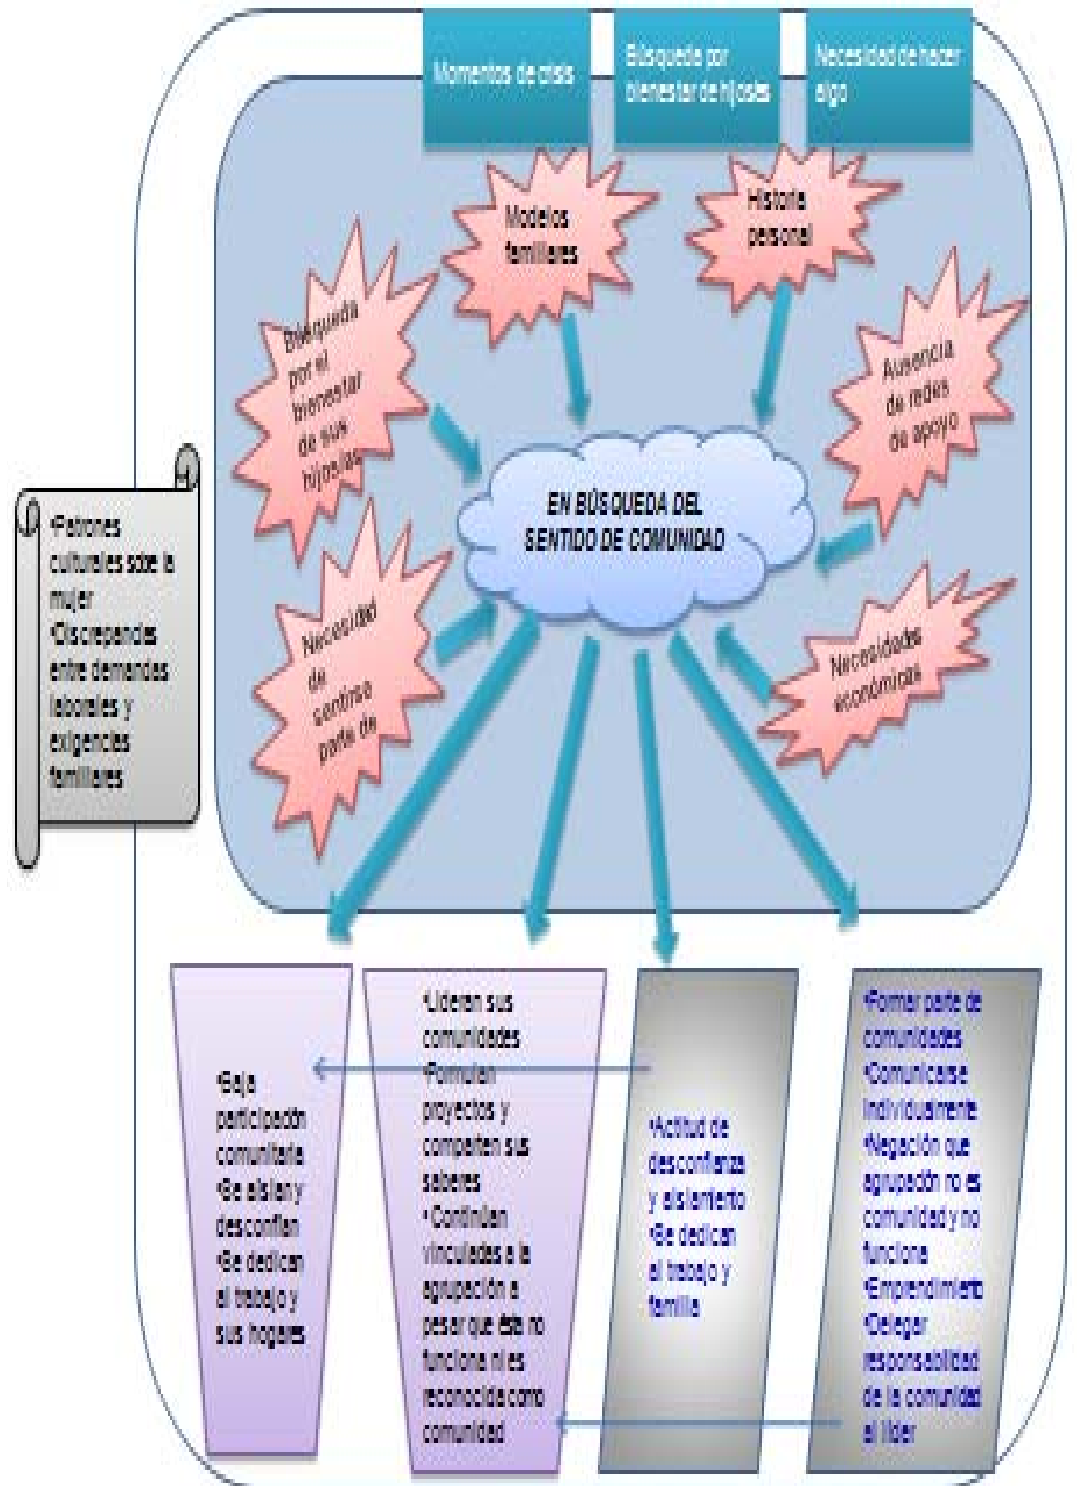 Momentos de crisis
Búsqueda por
bienestar de hijos/as
Necesidad de hacer
algo
Modelos
familiares
Historia
personal
Búsqueda
por el
bienestar
de sus
hijos/as
Ausencia
de redes
de apoyo
EN BÚSQUEDA DEL
SENTIDO DE COMUNIDAD
Necesidad
de
sentirse
parte de
Necesidades
económicas
•Patrones
culturales sobre la
mujer
•Discrepancias
entre demandas
laborales y
exigencias
familiares
•Baja
participación
comunitaria
•Se aíslan y
desconfían
•Se dedican
al trabajo y
sus hogares
•Lideran sus
comunidades
•Formulan
proyectos y
comparten sus
saberes
•Continúan
vinculadas a la
agrupación a
pesar que ésta no
funciona ni es
reconocida como
comunidad
•Actitud de
desconfianza
y aislamiento
•Se dedican
al trabajo y
familia
•Formar parte de
comunidades
•Comunicarse
individualmente
•Negación que
agrupación no es
comunidad y no
funciona
•Emprendimiento
•Delegar
responsabilidad
de la comunidad
al líder